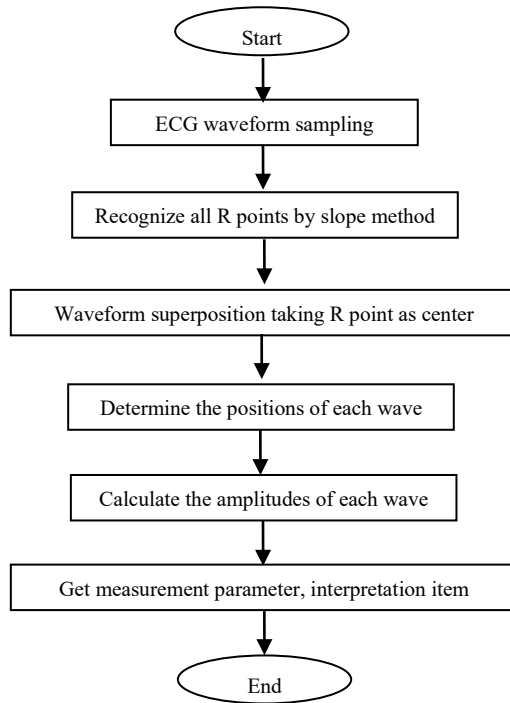 Start
ECG waveform sampling
Recognize all R points by slope method
Waveform superposition taking R point as center
Determine the positions of each wave
Calculate the amplitudes of each wave
Get measurement parameter, interpretation item
End